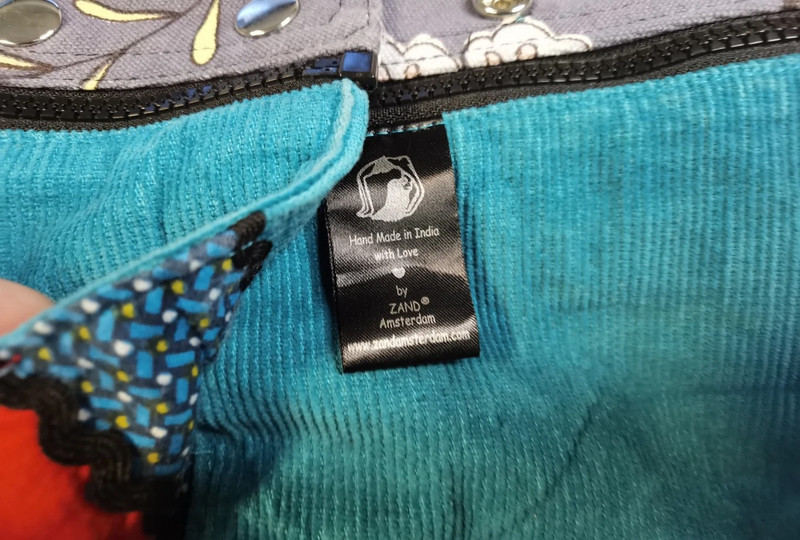 Hand Made in India
with Love
by
ZAND®
Amsterdam
www.zandamsterdam.com